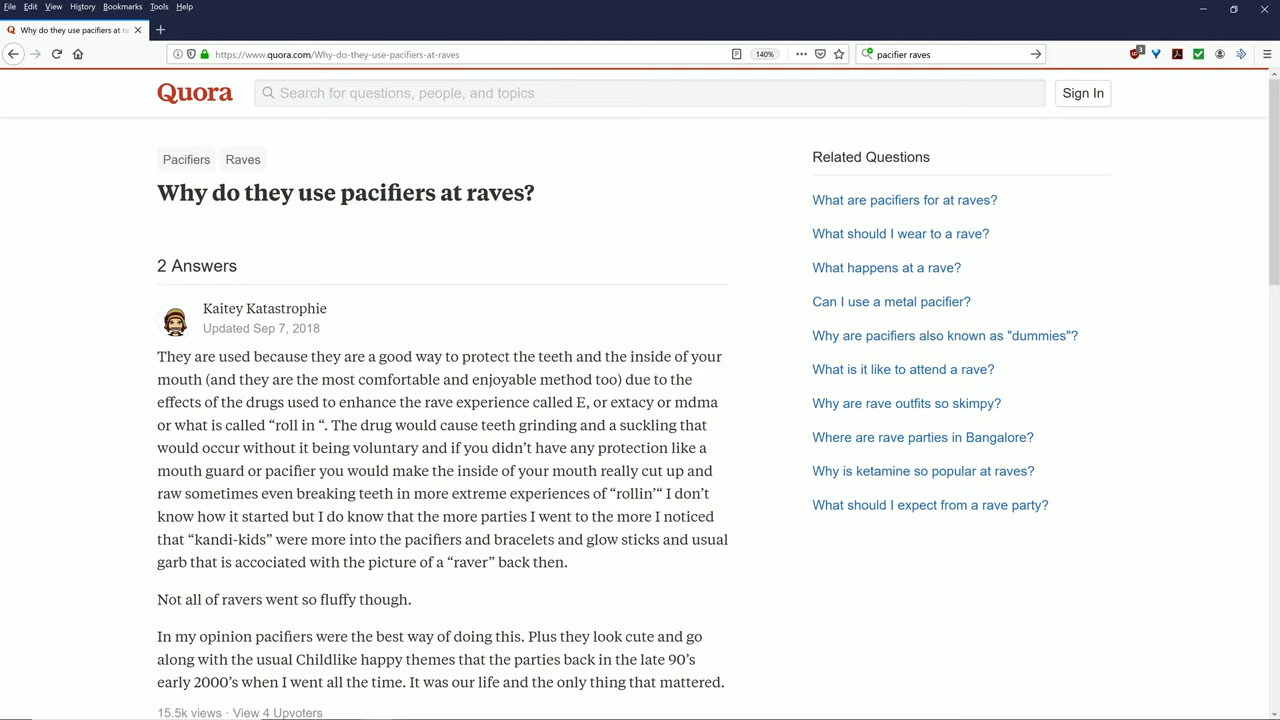 File Edit View History Bookmarks Tools Help
Why do they use pacifiers at ra
https://www.quora.com/Why-do-they-use-pacifiers-at-raves
140%
pacifier raves
3
Quora
Search for questions, people, and topics
Sign In
Pacifiers Raves
Why do they use pacifiers at raves?
2 Answers
Kaitey Katastrophie
Updated Sep 7, 2018
They are used because they are a good way to protect the teeth and the inside of your
mouth (and they are the most comfortable and enjoyable method too) due to the
effects of the drugs used to enhance the rave experience called E, or extacy or mdma
or what is called “roll in “. The drug would cause teeth grinding and a suckling that
would occur without it being voluntary and if you didn’t have any protection like a
mouth guard or pacifier you would make the inside of your mouth really cut up and
raw sometimes even breaking teeth in more extreme experiences of “rollin’“ I don’t
know how it started but I do know that the more parties I went to the more I noticed
that “kandi-kids” were more into the pacifiers and bracelets and glow sticks and usual
garb that is accociated with the picture of a “raver” back then.
Not all of ravers went so fluffy though.
In my opinion pacifiers were the best way of doing this. Plus they look cute and go
along with the usual Childlike happy themes that the parties back in the late 90’s
early 2000’s when I went all the time. It was our life and the only thing that mattered.
15.5k views · View 4 Upvoters
Related Questions
What are pacifiers for at raves?
What should I wear to a rave?
What happens at a rave?
Can I use a metal pacifier?
Why are pacifiers also known as "dummies"?
What is it like to attend a rave?
Why are rave outfits so skimpy?
Where are rave parties in Bangalore?
Why is ketamine so popular at raves?
What should I expect from a rave party?